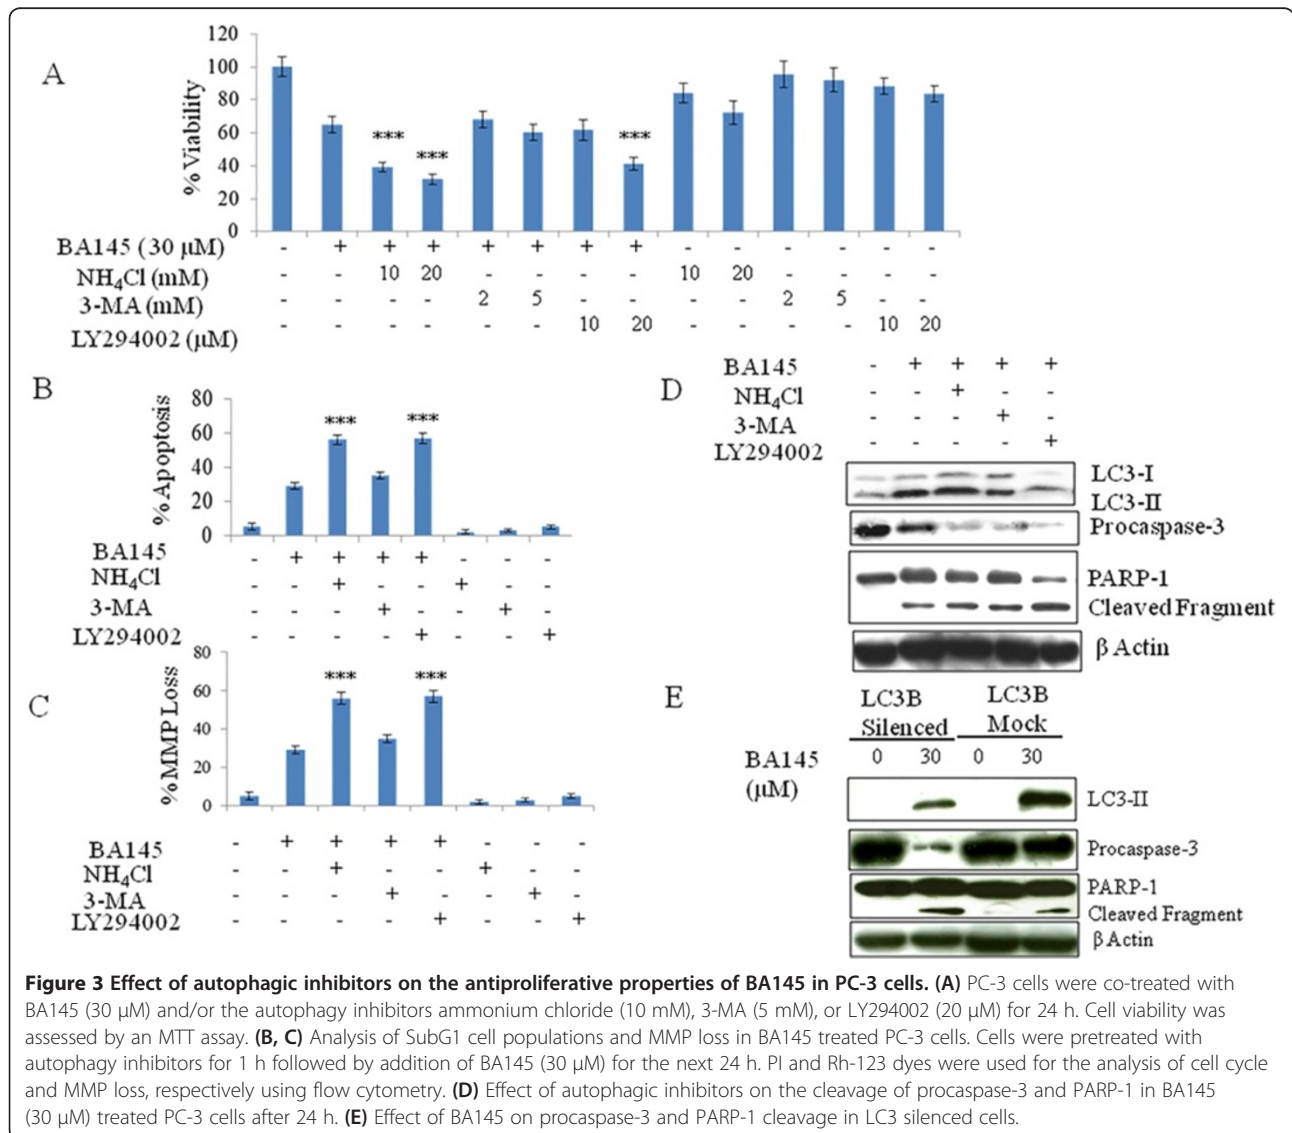 A
120
100
80
60
40
20
0
% Viability
***
***
***
BA145 (30 µM) - + + + + + + + - - - - - -
NH₄Cl (mM) - - 10 20 - - - - 10 20 - - - -
3-MA (mM) - - - - 2 5 - - - - 2 5 - -
LY294002 (µM) - - - - - - 10 20 - - - - 10 20
B
80
60
40
20
0
% Apoptosis
***
***
BA145 - + + + + - - -
NH₄Cl - - + - - + - -
3-MA - - - + - - + -
LY294002 - - - - + - - +
C
80
60
40
20
0
%MMP Loss
***
***
BA145 - + + + + - - -
NH₄Cl - - + - - + - -
3-MA - - - + - - + -
LY294002 - - - - + - - +
D
BA145 - + + + +
NH₄Cl - - + - -
3-MA - - - + -
LY294002 - - - - +
LC3-I
LC3-II
Procaspase-3
PARP-1
Cleaved Fragment
β Actin
E
LC3B Silenced
LC3B Mock
BA145 (µM)
0 30 0 30
LC3-II
Procaspase-3
PARP-1
Cleaved Fragment
β Actin
Figure 3 Effect of autophagic inhibitors on the antiproliferative properties of BA145 in PC-3 cells. (A) PC-3 cells were co-treated with
BA145 (30 µM) and/or the autophagy inhibitors ammonium chloride (10 mM), 3-MA (5 mM), or LY294002 (20 µM) for 24 h. Cell viability was
assessed by an MTT assay. (B, C) Analysis of SubG1 cell populations and MMP loss in BA145 treated PC-3 cells. Cells were pretreated with
autophagy inhibitors for 1 h followed by addition of BA145 (30 µM) for the next 24 h. PI and Rh-123 dyes were used for the analysis of cell cycle
and MMP loss, respectively using flow cytometry. (D) Effect of autophagic inhibitors on the cleavage of procaspase-3 and PARP-1 in BA145
(30 µM) treated PC-3 cells after 24 h. (E) Effect of BA145 on procaspase-3 and PARP-1 cleavage in LC3 silenced cells.